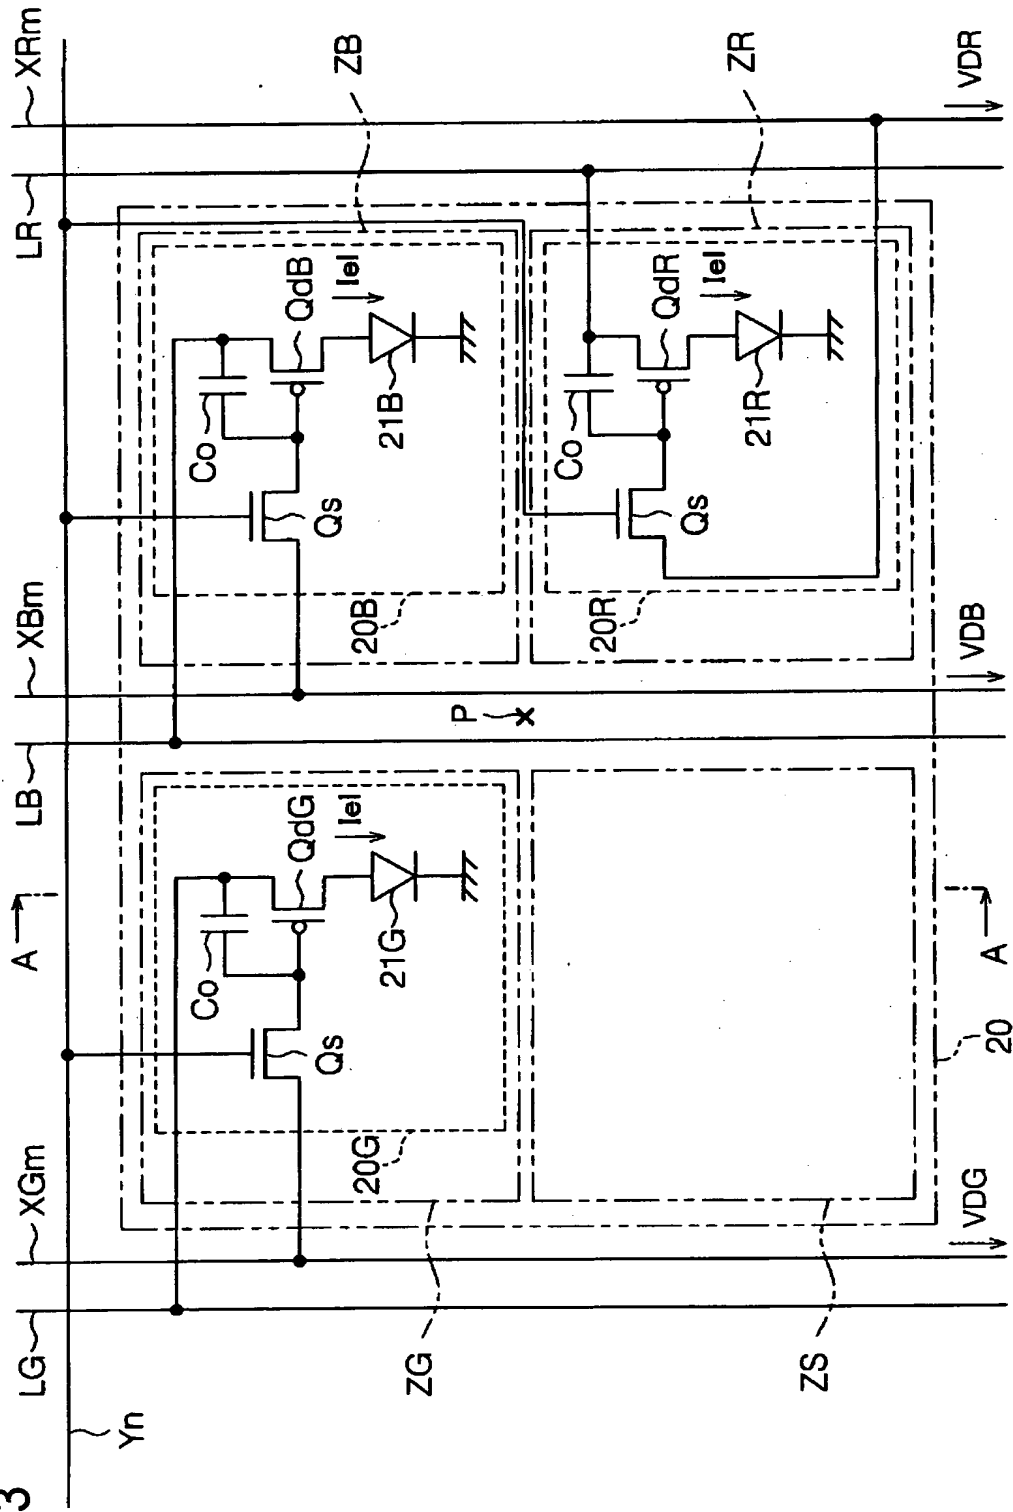 3
LG
XGm
A
LB
XBm
LR
XRm
Yn
Co
QdG
Iel
Qs
21G
20G
Co
QdB
Iel
Qs
21B
20B
ZB
P
Co
QdR
Iel
Qs
21R
20R
ZR
ZG
ZS
VDG
20
A
VDB
VDR